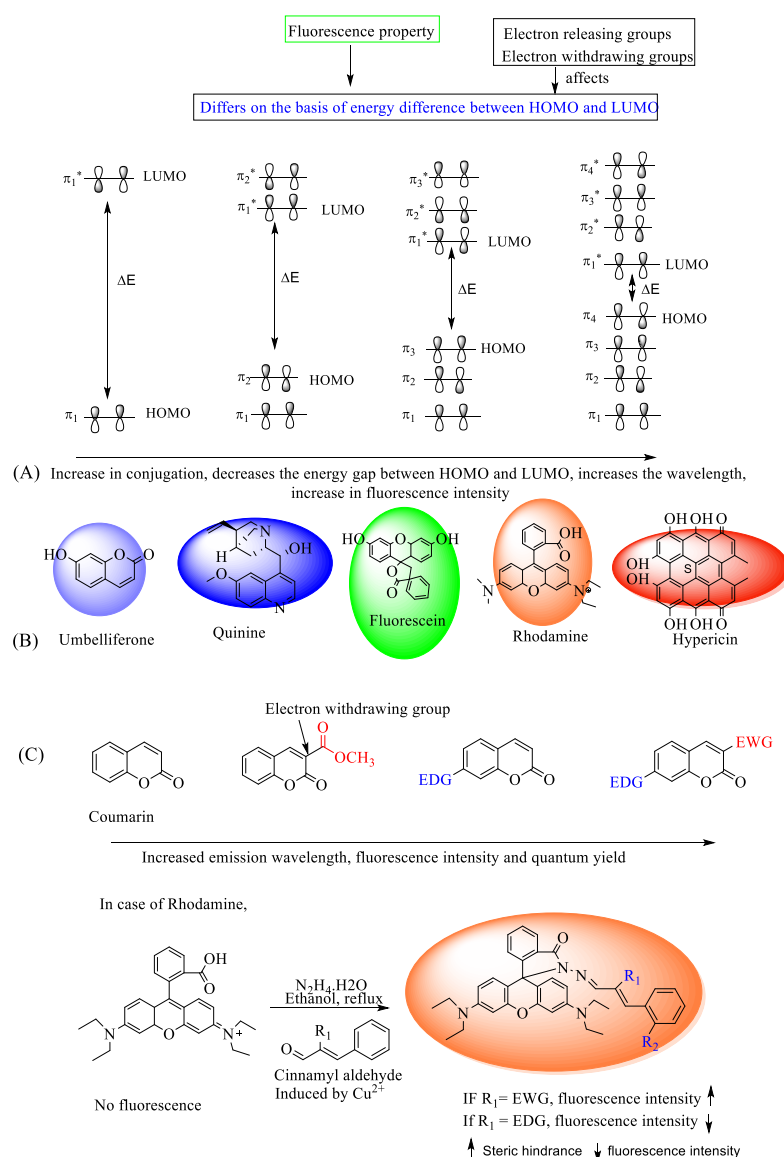 Fluorescence property
Electron releasing groups
Electron withdrawing groups
affects
Differs on the basis of energy difference between HOMO and LUMO
π1* LUMO
ΔE
π1 HOMO
π2*
π1* LUMO
ΔE
π2 HOMO
π1
π3*
π2*
π1* LUMO
ΔE
π3 HOMO
π2
π1
π4*
π3*
π2*
π1* LUMO
ΔE
π4 HOMO
π3
π2
π1
(A) Increase in conjugation, decreases the energy gap between HOMO and LUMO, increases the wavelength,
increase in fluorescence intensity
(B)
HO O O
Umbelliferone
N H OH O N
Quinine
HO O OH O O
Fluorescein
OH O N O N⊕
Rhodamine
OH OH OH O
OH
S
OH
OH OH OH O
Hypericin
(C)
Electron withdrawing group
O O
Coumarin
O OCH3 O O
EDG O O
EWG EDG O O
Increased emission wavelength, fluorescence intensity and quantum yield
In case of Rhodamine,
OH O N O N+
No fluorescence
N2H4.H2O
Ethanol, reflux
R1
O
Cinnamyl aldehyde
Induced by Cu2+
O
N N R1
N O N R2
IF R1= EWG, fluorescence intensity ↑
If R1 = EDG, fluorescence intensity ↓
↑ Steric hindrance ↓ fluorescence intensity